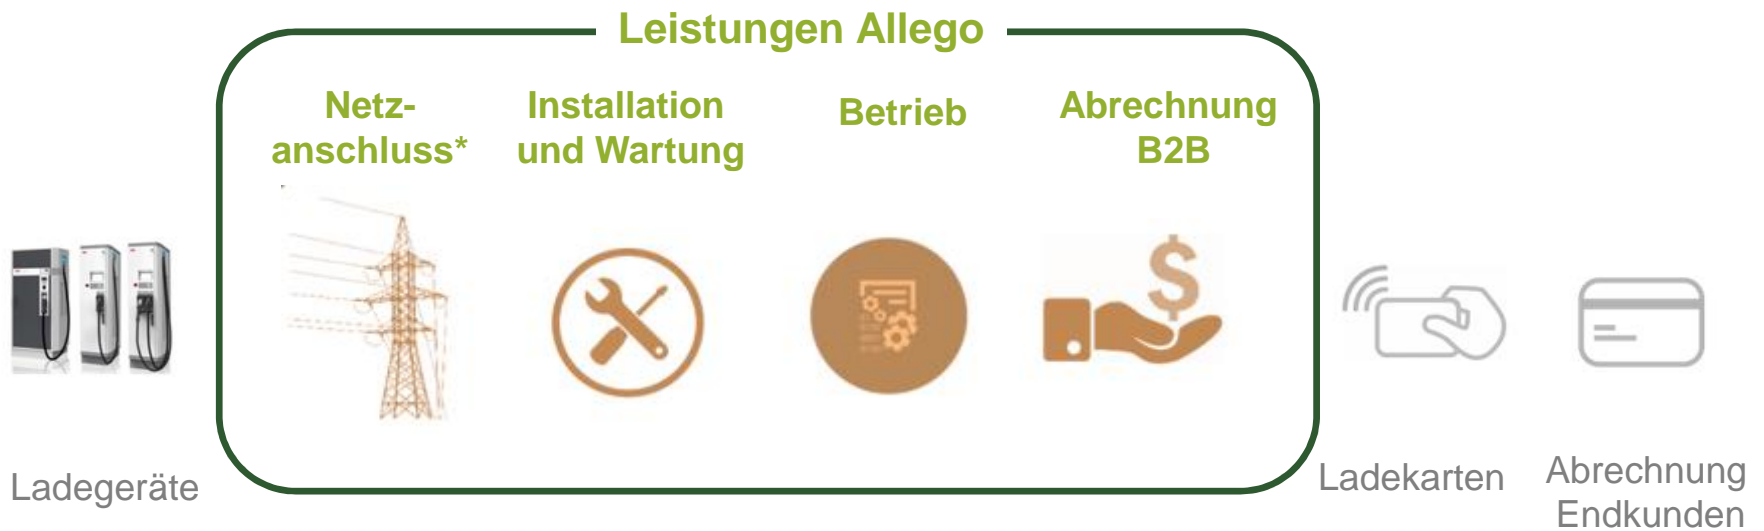 Leistungen Allego
Netz-
anschluss*
Installation
und Wartung
Betrieb
Abrechnung
B2B
$
Ladegeräte
Ladekarten
Abrechnung
Endkunden